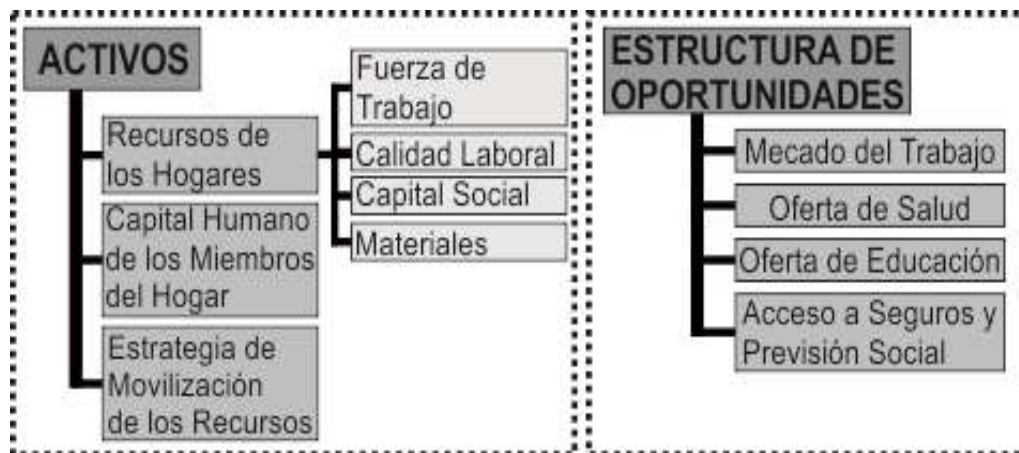 ACTIVOS
Recursos de
los Hogares
Capital Humano
de los Miembros
del Hogar
Estrategia de
Movilización
de los Recursos
Fuerza de
Trabajo
Calidad Laboral
Capital Social
Materiales
ESTRUCTURA DE
OPORTUNIDADES
Mecado del Trabajo
Oferta de Salud
Oferta de Educación
Acceso a Seguros y
Previsión Social